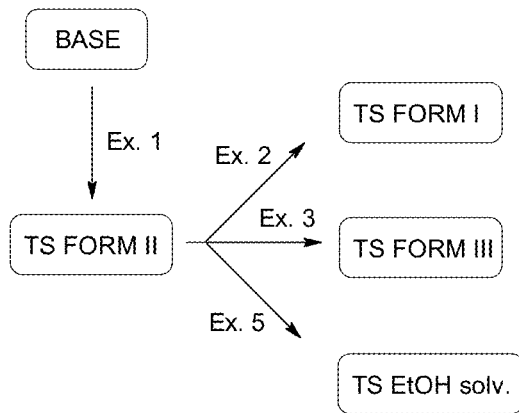 BASE
Ex. 1
TS FORM II
Ex. 2
TS FORM I
Ex. 3
TS FORM III
Ex. 5
TS EtOH solv.